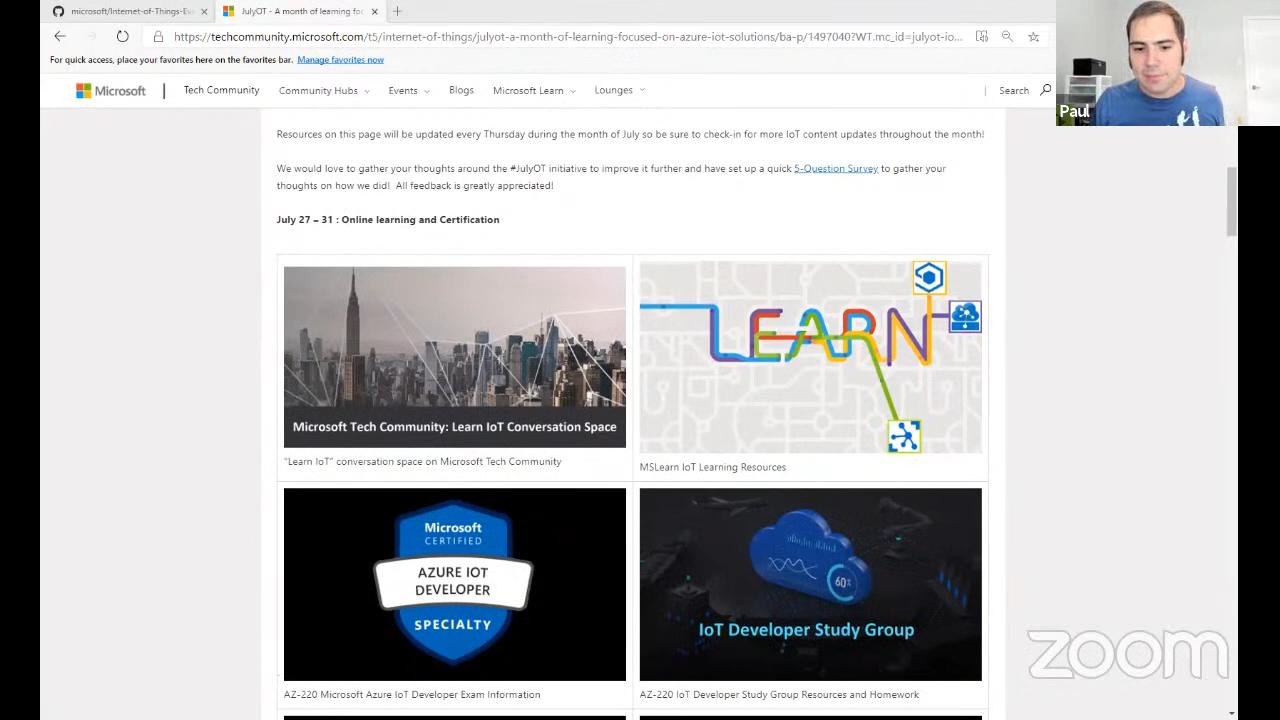 microsoft/Internet-of-Things-Eve
JulyOT - A month of learning foc
https://techcommunity.microsoft.com/t5/internet-of-things/julyot-a-month-of-learning-focused-on-azure-iot-solutions/ba-p/1497040?WT.mc_id=julyot-io...
For quick access, place your favorites here on the favorites bar. Manage favorites now
Microsoft
Tech Community
Community Hubs
Events
Blogs
Microsoft Learn
Lounges
Search
Paul
Resources on this page will be updated every Thursday during the month of July so be sure to check-in for more IoT content updates throughout the month!
We would love to gather your thoughts around the #JulyOT initiative to improve it further and have set up a quick 5-Question Survey to gather your
thoughts on how we did! All feedback is greatly appreciated!
July 27 – 31 : Online learning and Certification
Microsoft Tech Community: Learn IoT Conversation Space
"Learn IoT" conversation space on Microsoft Tech Community
LEARN
MSLearn IoT Learning Resources
Microsoft
CERTIFIED
AZURE IOT
DEVELOPER
SPECIALTY
AZ-220 Microsoft Azure IoT Developer Exam Information
60%
IoT Developer Study Group
AZ-220 IoT Developer Study Group Resources and Homework
zoom